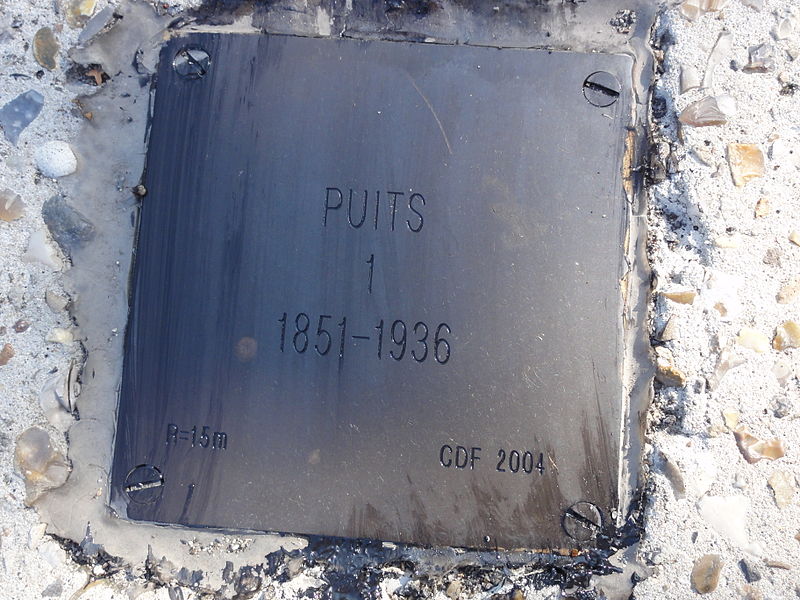 PUITS
1
1851-1936
R=15m
CDF 2004